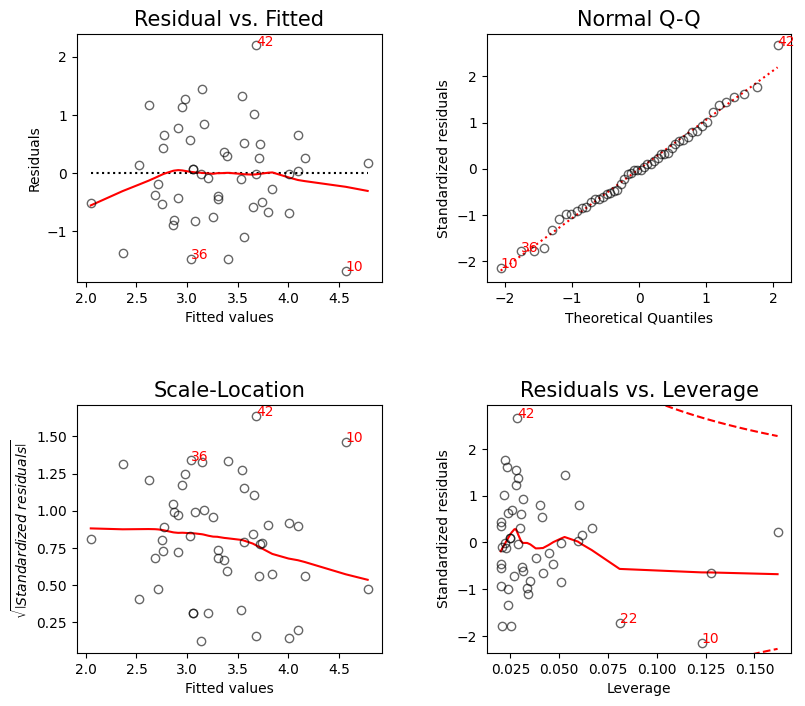 Residual vs. Fitted
Residuals
2
1
0
−1
42
36
10
2.0 2.5 3.0 3.5 4.0 4.5
Fitted values
Normal Q-Q
Standardized residuals
2
1
0
−1
−2
42
36
10
−2 −1 0 1 2
Theoretical Quantiles
Scale-Location
√|Standardized residuals|
1.50
1.25
1.00
0.75
0.50
0.25
42
10
36
2.0 2.5 3.0 3.5 4.0 4.5
Fitted values
Residuals vs. Leverage
Standardized residuals
2
1
0
−1
−2
42
22
10
0.025 0.050 0.075 0.100 0.125 0.150
Leverage